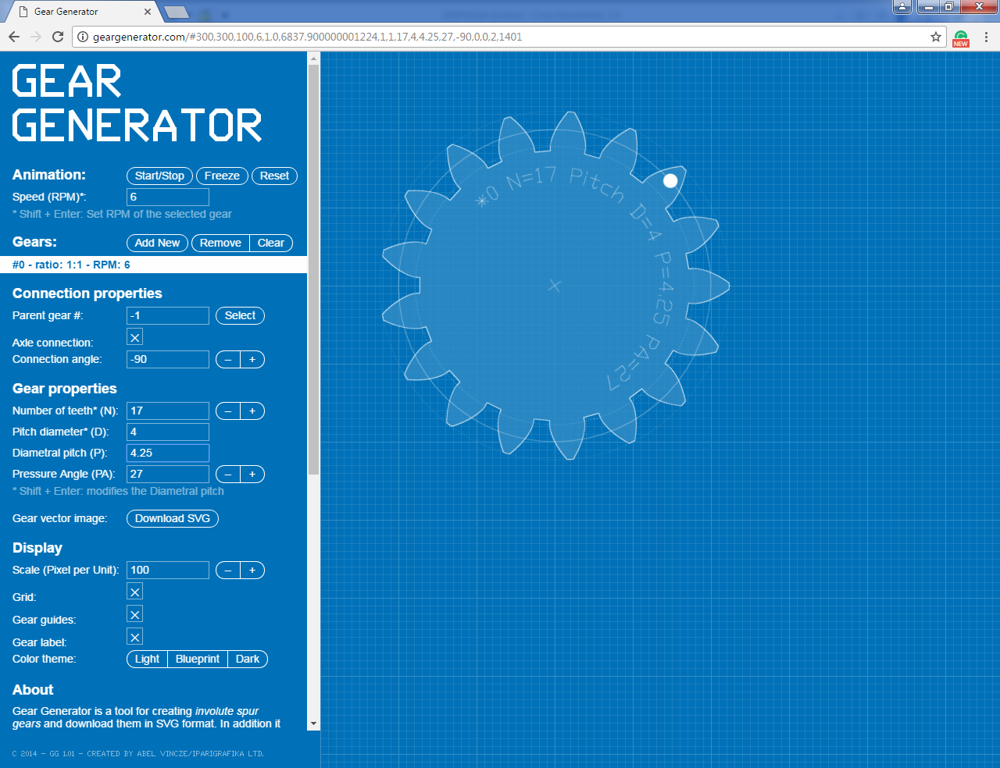 Gear Generator
geargenerator.com/#300,300,100,6,1,0,6837.900000001224,1,1,17,4,4.25,27,-90,0,0,2,1401
NEW
GEAR
GENERATOR
Animation: Start/Stop Freeze Reset
Speed (RPM)*: 6
* Shift + Enter: Set RPM of the selected gear
Gears: Add New Remove Clear
#0 - ratio: 1:1 - RPM: 6
Connection properties
Parent gear #: -1 Select
Axle connection:
Connection angle: -90 – +
Gear properties
Number of teeth* (N): 17 – +
Pitch diameter* (D): 4
Diametral pitch (P): 4.25
Pressure Angle (PA): 27 – +
* Shift + Enter: modifies the Diametral pitch
Gear vector image: Download SVG
Display
Scale (Pixel per Unit): 100 – +
Grid:
Gear guides:
Gear label:
Color theme: Light Blueprint Dark
About
Gear Generator is a tool for creating involute spur
gears and download them in SVG format. In addition it
C 2014 - GG 1.01 - CREATED BY ABEL VINCZE/IPARIGRAFIKA LTD.
*0 N=17 Pitch D=4 P=4.25 PA=27